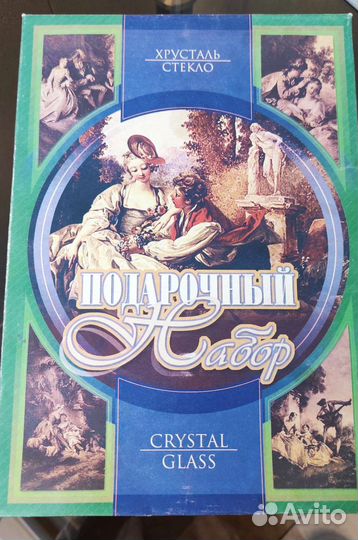 ХРУСТАЛЬ
СТЕКЛО
ПОДАРОЧНЫЙ
Набор
CRYSTAL
GLASS
Avito